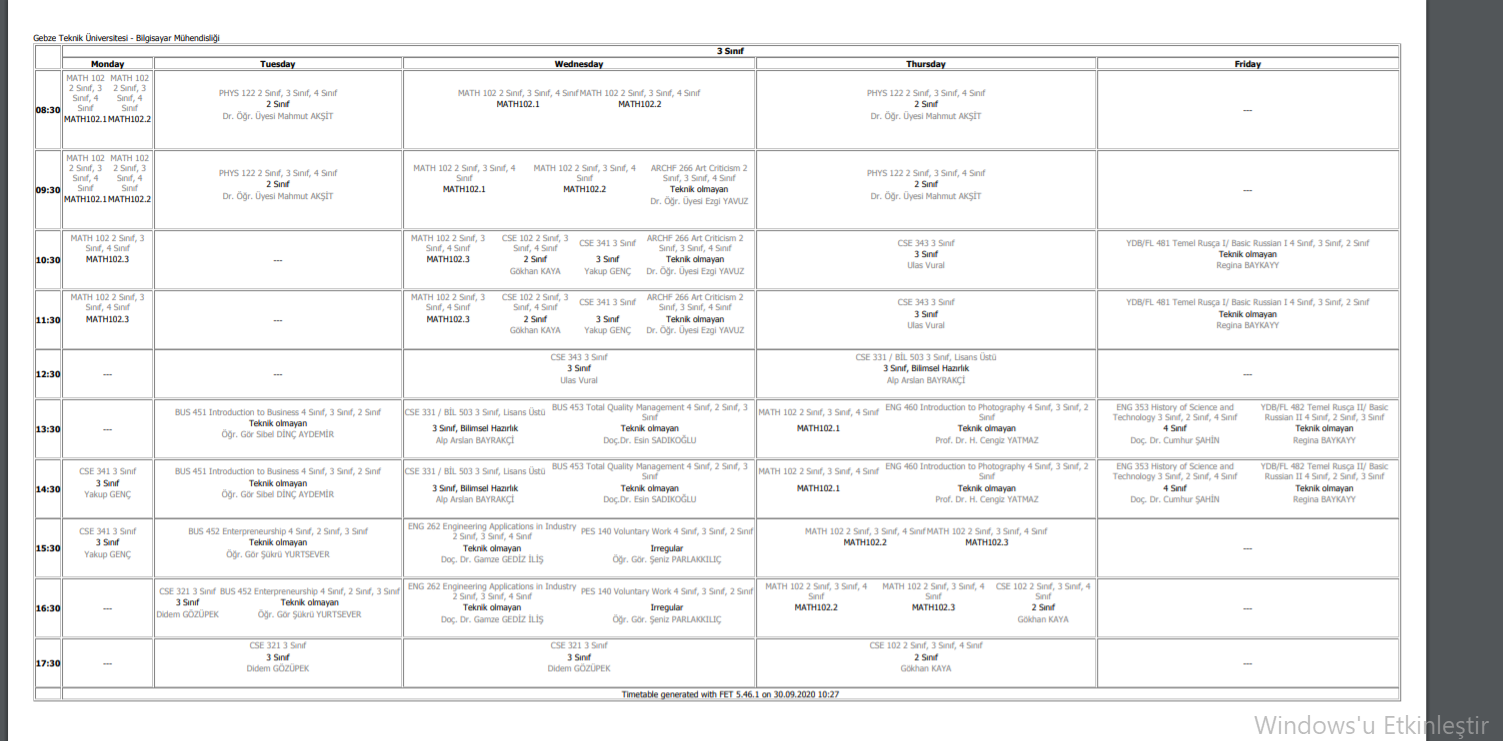 Gebze Teknik Üniversitesi - Bilgisayar Mühendisliği
3 Sınıf
Monday Tuesday Wednesday Thursday Friday
08:30
MATH 102 2 Sınıf, 3 Sınıf, 4 Sınıf
MATH102.1
MATH 102 2 Sınıf, 3 Sınıf, 4 Sınıf
MATH102.2
PHYS 122 2 Sınıf, 3 Sınıf, 4 Sınıf
2 Sınıf
Dr. Öğr. Üyesi Mahmut AKŞİT
MATH 102 2 Sınıf, 3 Sınıf, 4 Sınıf
MATH102.1
MATH 102 2 Sınıf, 3 Sınıf, 4 Sınıf
MATH102.2
PHYS 122 2 Sınıf, 3 Sınıf, 4 Sınıf
2 Sınıf
Dr. Öğr. Üyesi Mahmut AKŞİT
---
09:30
MATH 102 2 Sınıf, 3 Sınıf, 4 Sınıf
MATH102.1
MATH 102 2 Sınıf, 3 Sınıf, 4 Sınıf
MATH102.2
PHYS 122 2 Sınıf, 3 Sınıf, 4 Sınıf
2 Sınıf
Dr. Öğr. Üyesi Mahmut AKŞİT
MATH 102 2 Sınıf, 3 Sınıf, 4 Sınıf
MATH102.1
MATH 102 2 Sınıf, 3 Sınıf, 4 Sınıf
MATH102.2
ARCHF 266 Art Criticism 2 Sınıf, 3 Sınıf, 4 Sınıf
Teknik olmayan
Dr. Öğr. Üyesi Ezgi YAVUZ
PHYS 122 2 Sınıf, 3 Sınıf, 4 Sınıf
2 Sınıf
Dr. Öğr. Üyesi Mahmut AKŞİT
---
10:30
MATH 102 2 Sınıf, 3 Sınıf, 4 Sınıf
MATH102.3
---
MATH 102 2 Sınıf, 3 Sınıf, 4 Sınıf
MATH102.3
CSE 102 2 Sınıf, 3 Sınıf, 4 Sınıf
2 Sınıf
Gökhan KAYA
CSE 341 3 Sınıf
3 Sınıf
Yakup GENÇ
ARCHF 266 Art Criticism 2 Sınıf, 3 Sınıf, 4 Sınıf
Teknik olmayan
Dr. Öğr. Üyesi Ezgi YAVUZ
CSE 343 3 Sınıf
3 Sınıf
Ulas Vural
YDB/FL 481 Temel Rusça I/ Basic Russian I 4 Sınıf, 3 Sınıf, 2 Sınıf
Teknik olmayan
Regina BAYKAYY
11:30
MATH 102 2 Sınıf, 3 Sınıf, 4 Sınıf
MATH102.3
---
MATH 102 2 Sınıf, 3 Sınıf, 4 Sınıf
MATH102.3
CSE 102 2 Sınıf, 3 Sınıf, 4 Sınıf
2 Sınıf
Gökhan KAYA
CSE 341 3 Sınıf
3 Sınıf
Yakup GENÇ
ARCHF 266 Art Criticism 2 Sınıf, 3 Sınıf, 4 Sınıf
Teknik olmayan
Dr. Öğr. Üyesi Ezgi YAVUZ
CSE 343 3 Sınıf
3 Sınıf
Ulas Vural
YDB/FL 481 Temel Rusça I/ Basic Russian I 4 Sınıf, 3 Sınıf, 2 Sınıf
Teknik olmayan
Regina BAYKAYY
12:30
---
---
CSE 343 3 Sınıf
3 Sınıf
Ulas Vural
CSE 331 / BİL 503 3 Sınıf, Lisans Üstü
3 Sınıf, Bilimsel Hazırlık
Alp Arslan BAYRAKÇİ
---
13:30
---
BUS 451 Introduction to Business 4 Sınıf, 3 Sınıf, 2 Sınıf
Teknik olmayan
Öğr. Gör Sibel DİNÇ AYDEMİR
CSE 331 / BİL 503 3 Sınıf, Lisans Üstü
3 Sınıf, Bilimsel Hazırlık
Alp Arslan BAYRAKÇİ
BUS 453 Total Quality Management 4 Sınıf, 2 Sınıf, 3 Sınıf
Teknik olmayan
Doç.Dr. Esin SADIKOĞLU
MATH 102 2 Sınıf, 3 Sınıf, 4 Sınıf
MATH102.1
ENG 460 Introduction to Photography 4 Sınıf, 3 Sınıf, 2 Sınıf
Teknik olmayan
Prof. Dr. H. Cengiz YATMAZ
ENG 353 History of Science and Technology 3 Sınıf, 2 Sınıf, 4 Sınıf
4 Sınıf
Doç. Dr. Cumhur ŞAHİN
YDB/FL 482 Temel Rusça II/ Basic Russian II 4 Sınıf, 2 Sınıf, 3 Sınıf
Teknik olmayan
Regina BAYKAYY
14:30
CSE 341 3 Sınıf
3 Sınıf
Yakup GENÇ
BUS 451 Introduction to Business 4 Sınıf, 3 Sınıf, 2 Sınıf
Teknik olmayan
Öğr. Gör Sibel DİNÇ AYDEMİR
CSE 331 / BİL 503 3 Sınıf, Lisans Üstü
3 Sınıf, Bilimsel Hazırlık
Alp Arslan BAYRAKÇİ
BUS 453 Total Quality Management 4 Sınıf, 2 Sınıf, 3 Sınıf
Teknik olmayan
Doç.Dr. Esin SADIKOĞLU
MATH 102 2 Sınıf, 3 Sınıf, 4 Sınıf
MATH102.1
ENG 460 Introduction to Photography 4 Sınıf, 3 Sınıf, 2 Sınıf
Teknik olmayan
Prof. Dr. H. Cengiz YATMAZ
ENG 353 History of Science and Technology 3 Sınıf, 2 Sınıf, 4 Sınıf
4 Sınıf
Doç. Dr. Cumhur ŞAHİN
YDB/FL 482 Temel Rusça II/ Basic Russian II 4 Sınıf, 2 Sınıf, 3 Sınıf
Teknik olmayan
Regina BAYKAYY
15:30
CSE 341 3 Sınıf
3 Sınıf
Yakup GENÇ
BUS 452 Enterpreneurship 4 Sınıf, 2 Sınıf, 3 Sınıf
Teknik olmayan
Öğr. Gör Şükrü YURTSEVER
ENG 262 Engineering Applications in Industry 2 Sınıf, 3 Sınıf, 4 Sınıf
Teknik olmayan
Doç. Dr. Gamze GEDİZ İLİŞ
PES 140 Voluntary Work 4 Sınıf, 3 Sınıf, 2 Sınıf
Irregular
Öğr. Gör. Şeniz PARLAKKILIÇ
MATH 102 2 Sınıf, 3 Sınıf, 4 Sınıf
MATH102.2
MATH 102 2 Sınıf, 3 Sınıf, 4 Sınıf
MATH102.3
---
16:30
---
CSE 321 3 Sınıf
3 Sınıf
Didem GÖZÜPEK
BUS 452 Enterpreneurship 4 Sınıf, 2 Sınıf, 3 Sınıf
Teknik olmayan
Öğr. Gör Şükrü YURTSEVER
ENG 262 Engineering Applications in Industry 2 Sınıf, 3 Sınıf, 4 Sınıf
Teknik olmayan
Doç. Dr. Gamze GEDİZ İLİŞ
PES 140 Voluntary Work 4 Sınıf, 3 Sınıf, 2 Sınıf
Irregular
Öğr. Gör. Şeniz PARLAKKILIÇ
MATH 102 2 Sınıf, 3 Sınıf, 4 Sınıf
MATH102.2
MATH 102 2 Sınıf, 3 Sınıf, 4 Sınıf
MATH102.3
CSE 102 2 Sınıf, 3 Sınıf, 4 Sınıf
2 Sınıf
Gökhan KAYA
---
17:30
---
CSE 321 3 Sınıf
3 Sınıf
Didem GÖZÜPEK
CSE 321 3 Sınıf
3 Sınıf
Didem GÖZÜPEK
CSE 102 2 Sınıf, 3 Sınıf, 4 Sınıf
2 Sınıf
Gökhan KAYA
---
Timetable generated with FET 5.46.1 on 30.09.2020 10:27
Windows'u Etkinleştir